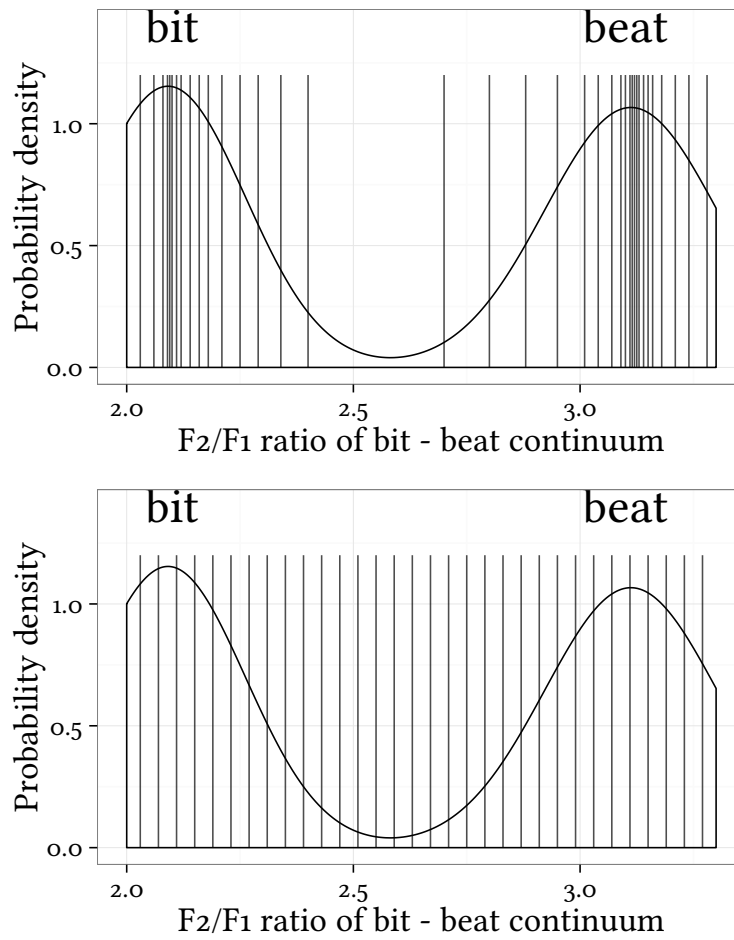 bit beat
Probability density
1.0
0.5
0.0
2.0 2.5 3.0
F2/F1 ratio of bit - beat continuum
bit beat
Probability density
1.0
0.5
0.0
2.0 2.5 3.0
F2/F1 ratio of bit - beat continuum